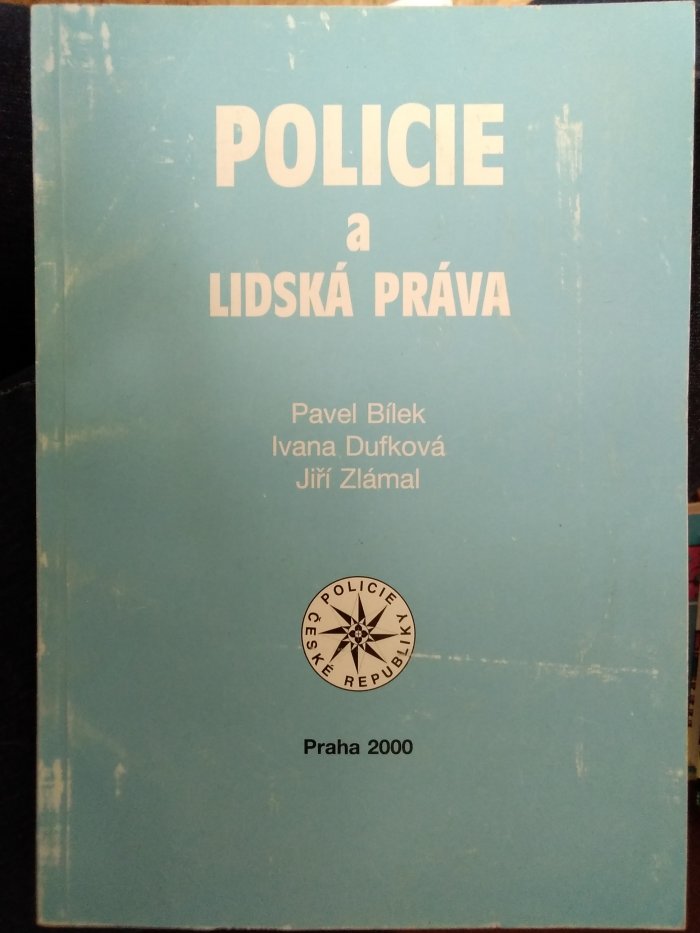 POLICIE
a
LIDSKÁ PRÁVA
Pavel Bílek
Ivana Dufková
Jiří Zlámal
POLICIE
ČESKÉ REPUBLIKY
Praha 2000